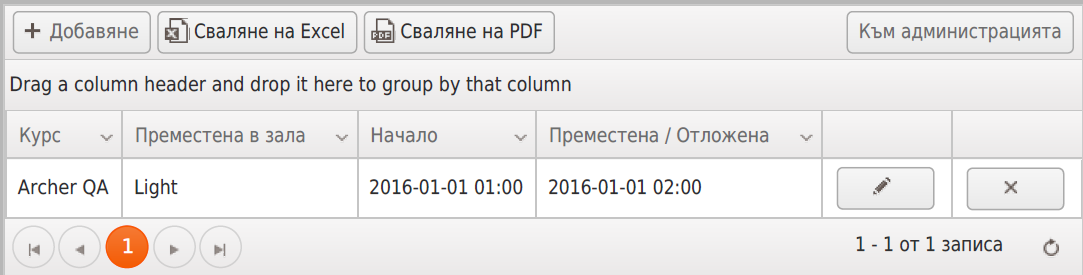 Добавяне Сваляне на Excel PDF Сваляне на PDF Към администрацията
Drag a column header and drop it here to group by that column
Курс Преместена в зала Начало Преместена / Отложена
Archer QA Light 2016-01-01 01:00 2016-01-01 02:00
1 1 - 1 от 1 записа